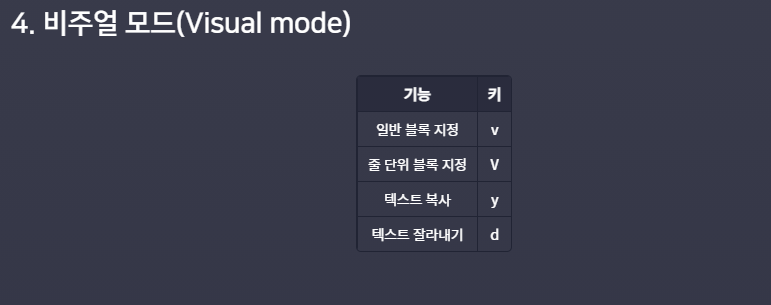 4. 비주얼 모드(Visual mode)
기능 키
일반 블록 지정 v
줄 단위 블록 지정 V
텍스트 복사 y
텍스트 잘라내기 d